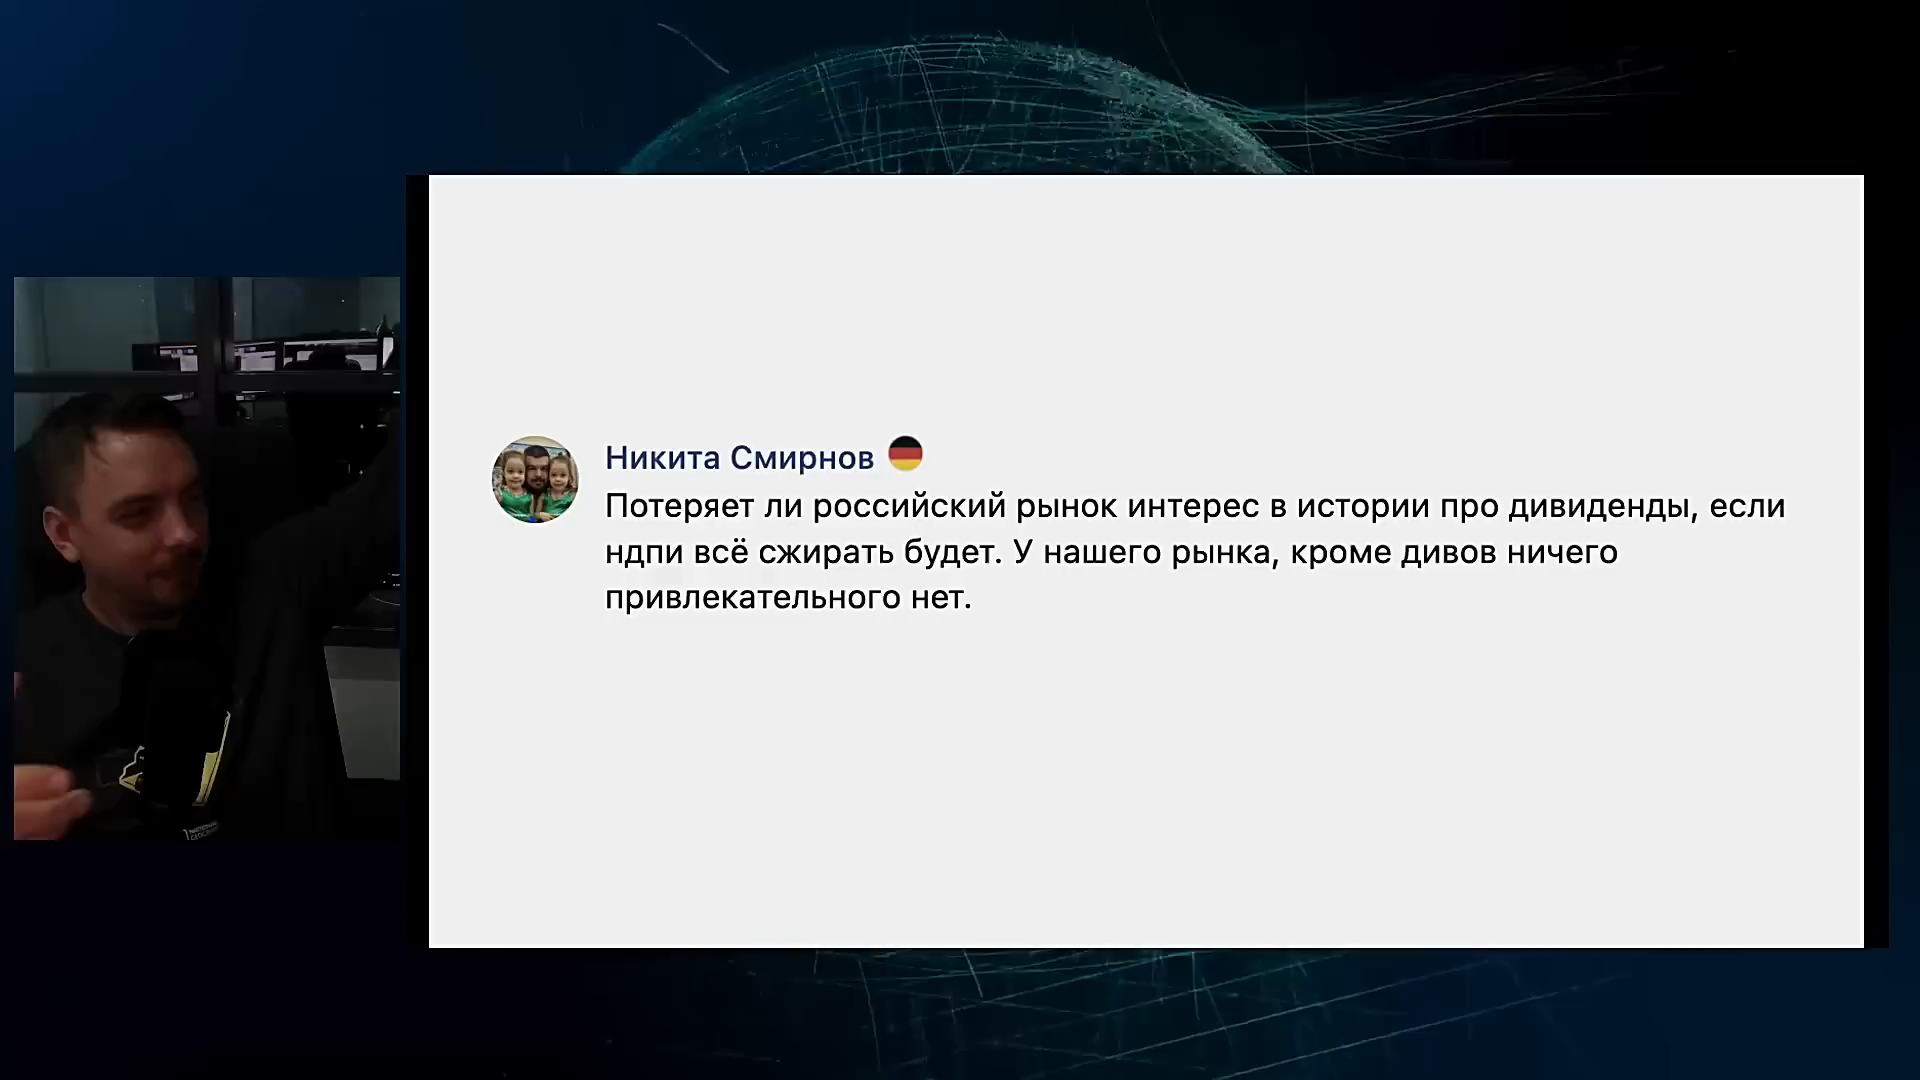 Никита Смирнов
Потеряет ли российский рынок интерес в истории про дивиденды, если
ндпи всё сжирать будет. У нашего рынка, кроме дивов ничего
привлекательного нет.